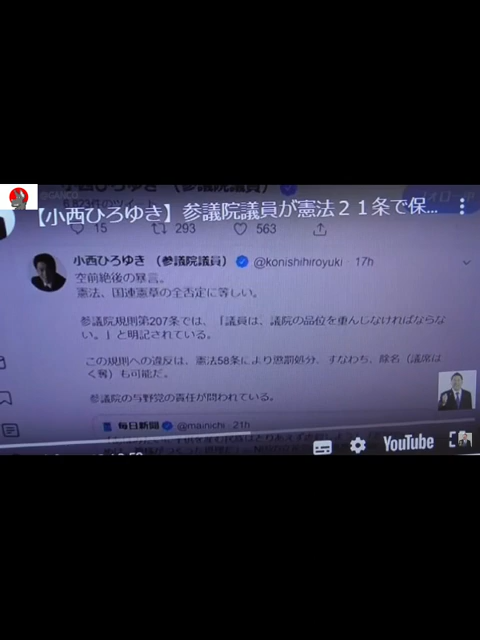 【小西ひろゆき】参議院議員が憲法２１条で保...
15 293 563
小西ひろゆき （参議院議員） @konishihiroyuki · 17h
空前絶後の暴言。
憲法、国連憲章の全否定に等しい。
参議院規則第207条では、「議員は、議院の品位を重んじなければならな
い。」と明記されている。
この規則への違反は、憲法58条により懲罰処分、すなわち、除名（議席は
く奪）も可能だ。
参議院の与野党の責任が問われている。
毎日新聞 @mainichi · 21h
YouTube